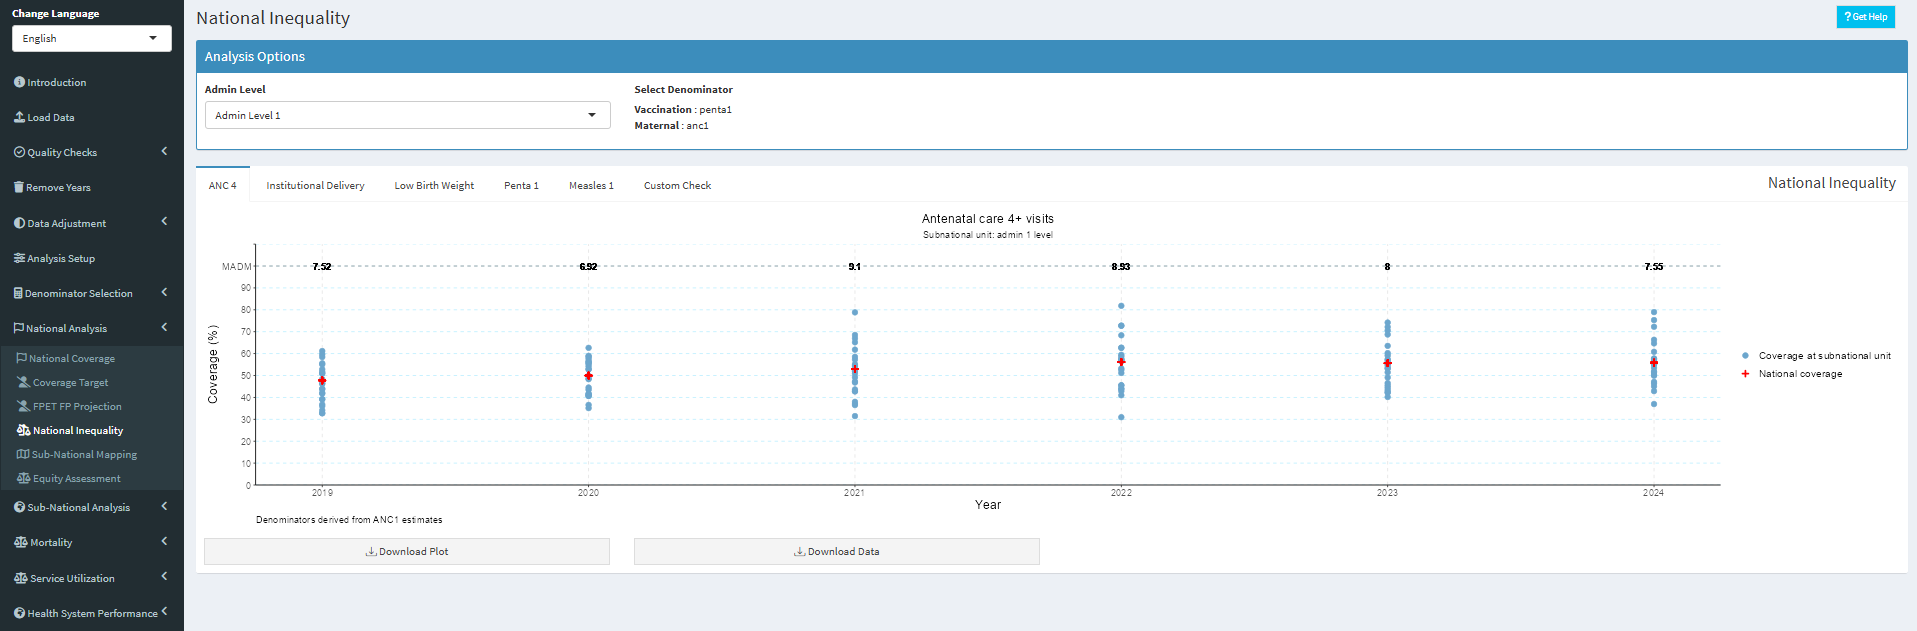 Change Language
English
Introduction
Load Data
Quality Checks
Remove Years
Data Adjustment
Analysis Setup
Denominator Selection
National Analysis
National Coverage
Coverage Target
FPET FP Projection
National Inequality
Sub-National Mapping
Equity Assessment
Sub-National Analysis
Mortality
Service Utilization
Health System Performance
National Inequality
? Get Help
Analysis Options
Admin Level
Admin Level 1
Select Denominator
Vaccination : penta1
Maternal : anc1
ANC 4 Institutional Delivery Low Birth Weight Penta 1 Measles 1 Custom Check National Inequality
Antenatal care 4+ visits
Subnational unit: admin 1 level
MADM 7.52 6.92 9.1 8.93 8 7.55
90
80
70
60
50
40
30
20
10
0
Coverage (%)
2019 2020 2021 2022 2023 2024
Year
Coverage at subnational unit
National coverage
Denominators derived from ANC1 estimates
Download Plot Download Data